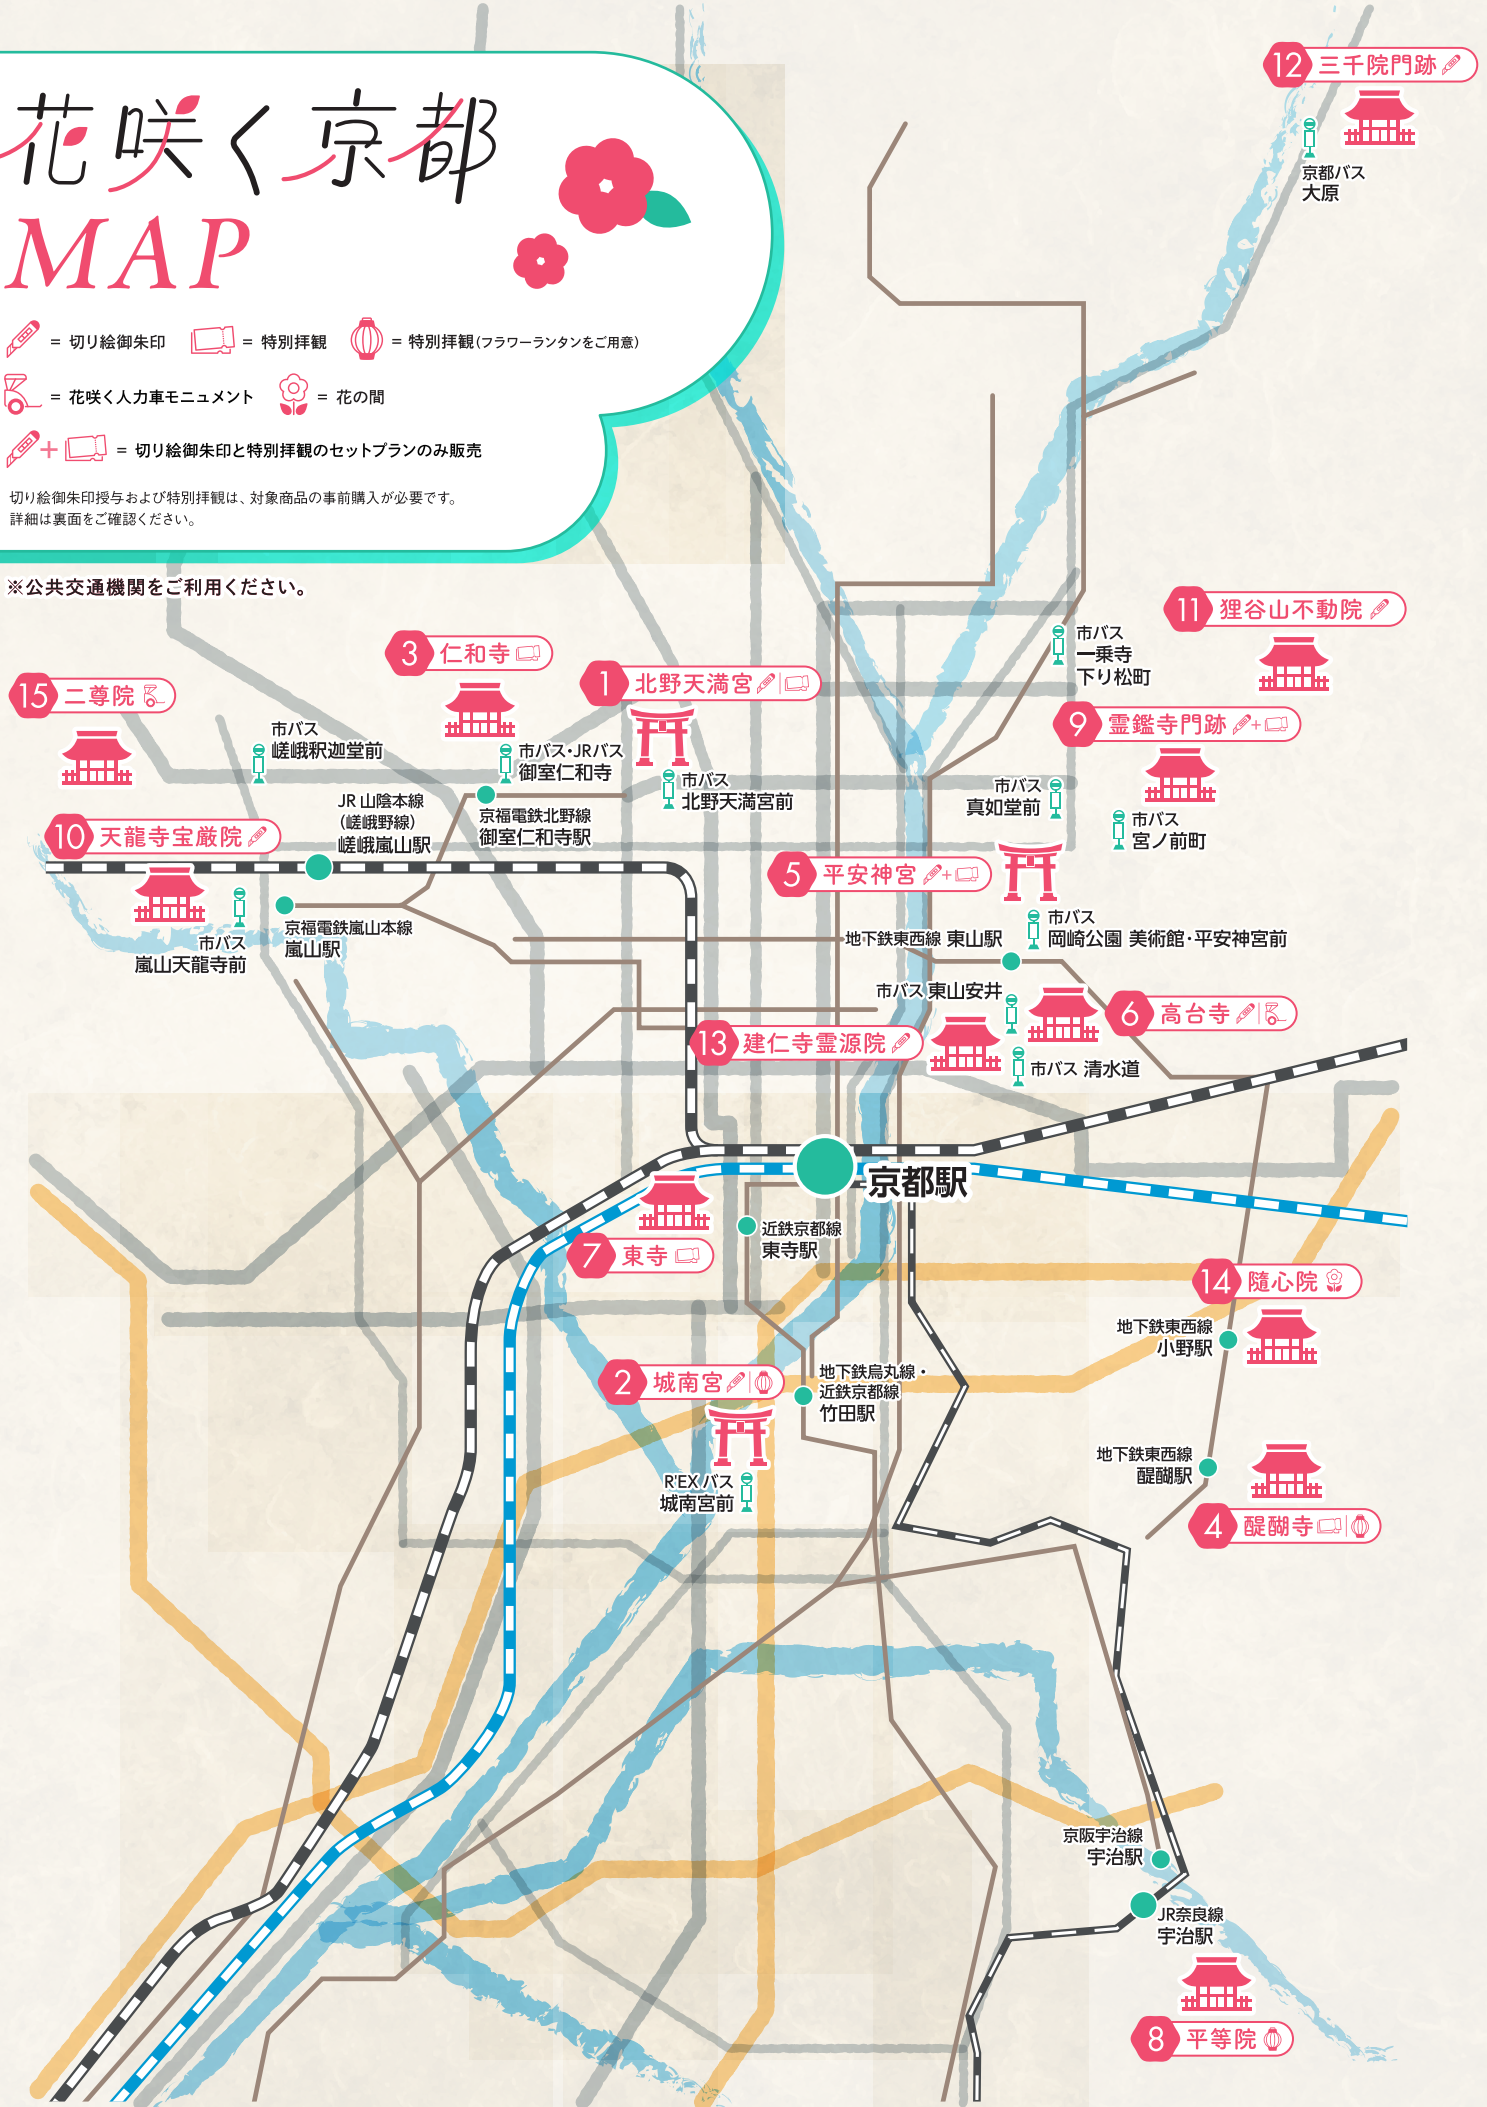 花咲く京都
MAP
= 切り絵御朱印
= 特別拝観
= 特別拝観(フラワーランタンをご用意)
= 花咲く人力車モニュメント
= 花の間
+
= 切り絵御朱印と特別拝観のセットプランのみ販売
切り絵御朱印授与および特別拝観は、対象商品の事前購入が必要です。
詳細は裏面をご確認ください。
※公共交通機関をご利用ください。
12 三千院門跡
京都バス
大原
11 狸谷山不動院
市バス
一乗寺
下り松町
3 仁和寺
1 北野天満宮
15 二尊院
9 霊鑑寺門跡 +
市バス
嵯峨釈迦堂前
市バス・JRバス
御室仁和寺
市バス
北野天満宮前
市バス
真如堂前
市バス
宮ノ前町
JR 山陰本線
(嵯峨野線)
嵯峨嵐山駅
京福電鉄北野線
御室仁和寺駅
10 天龍寺宝厳院
5 平安神宮 +
市バス
嵐山天龍寺前
京福電鉄嵐山本線
嵐山駅
地下鉄東西線 東山駅
市バス
岡崎公園 美術館・平安神宮前
市バス 東山安井
6 高台寺
13 建仁寺霊源院
市バス 清水道
京都駅
7 東寺
近鉄京都線
東寺駅
14 隨心院
地下鉄東西線
小野駅
2 城南宮
地下鉄烏丸線・
近鉄京都線
竹田駅
R'EX バス
城南宮前
地下鉄東西線
醍醐駅
4 醍醐寺
京阪宇治線
宇治駅
JR奈良線
宇治駅
8 平等院